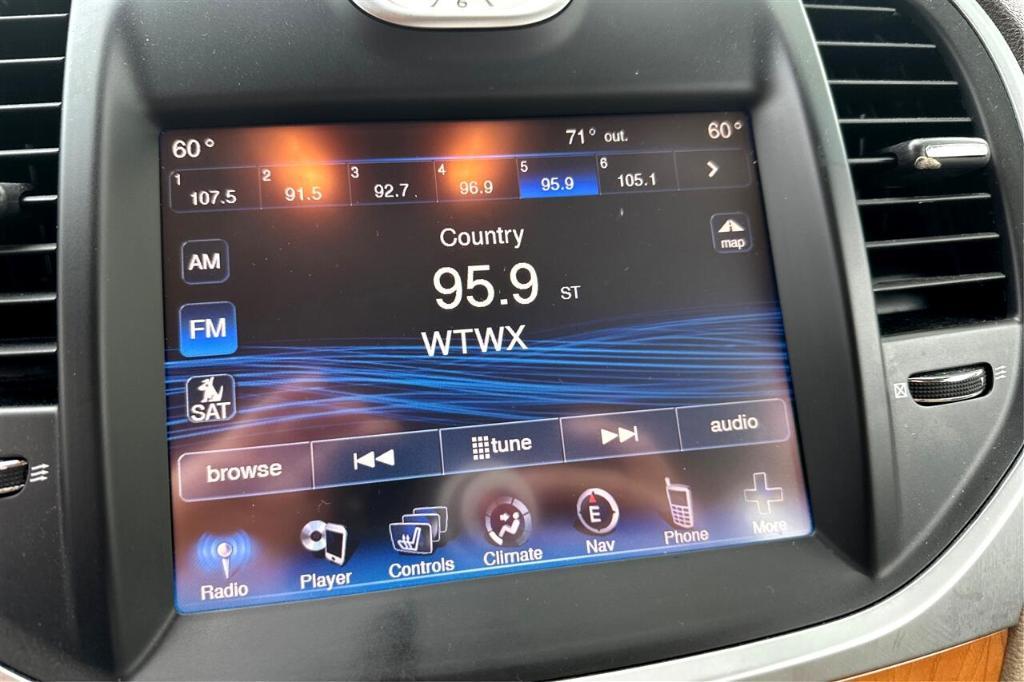 6
60° 71° out. 60°
1 107.5 2 91.5 3 92.7 4 96.9 5 95.9 6 105.1
Country
map
AM
95.9 ST
FM
WTWX
SAT
browse tune audio
Radio Player Controls Climate E Nav Phone More